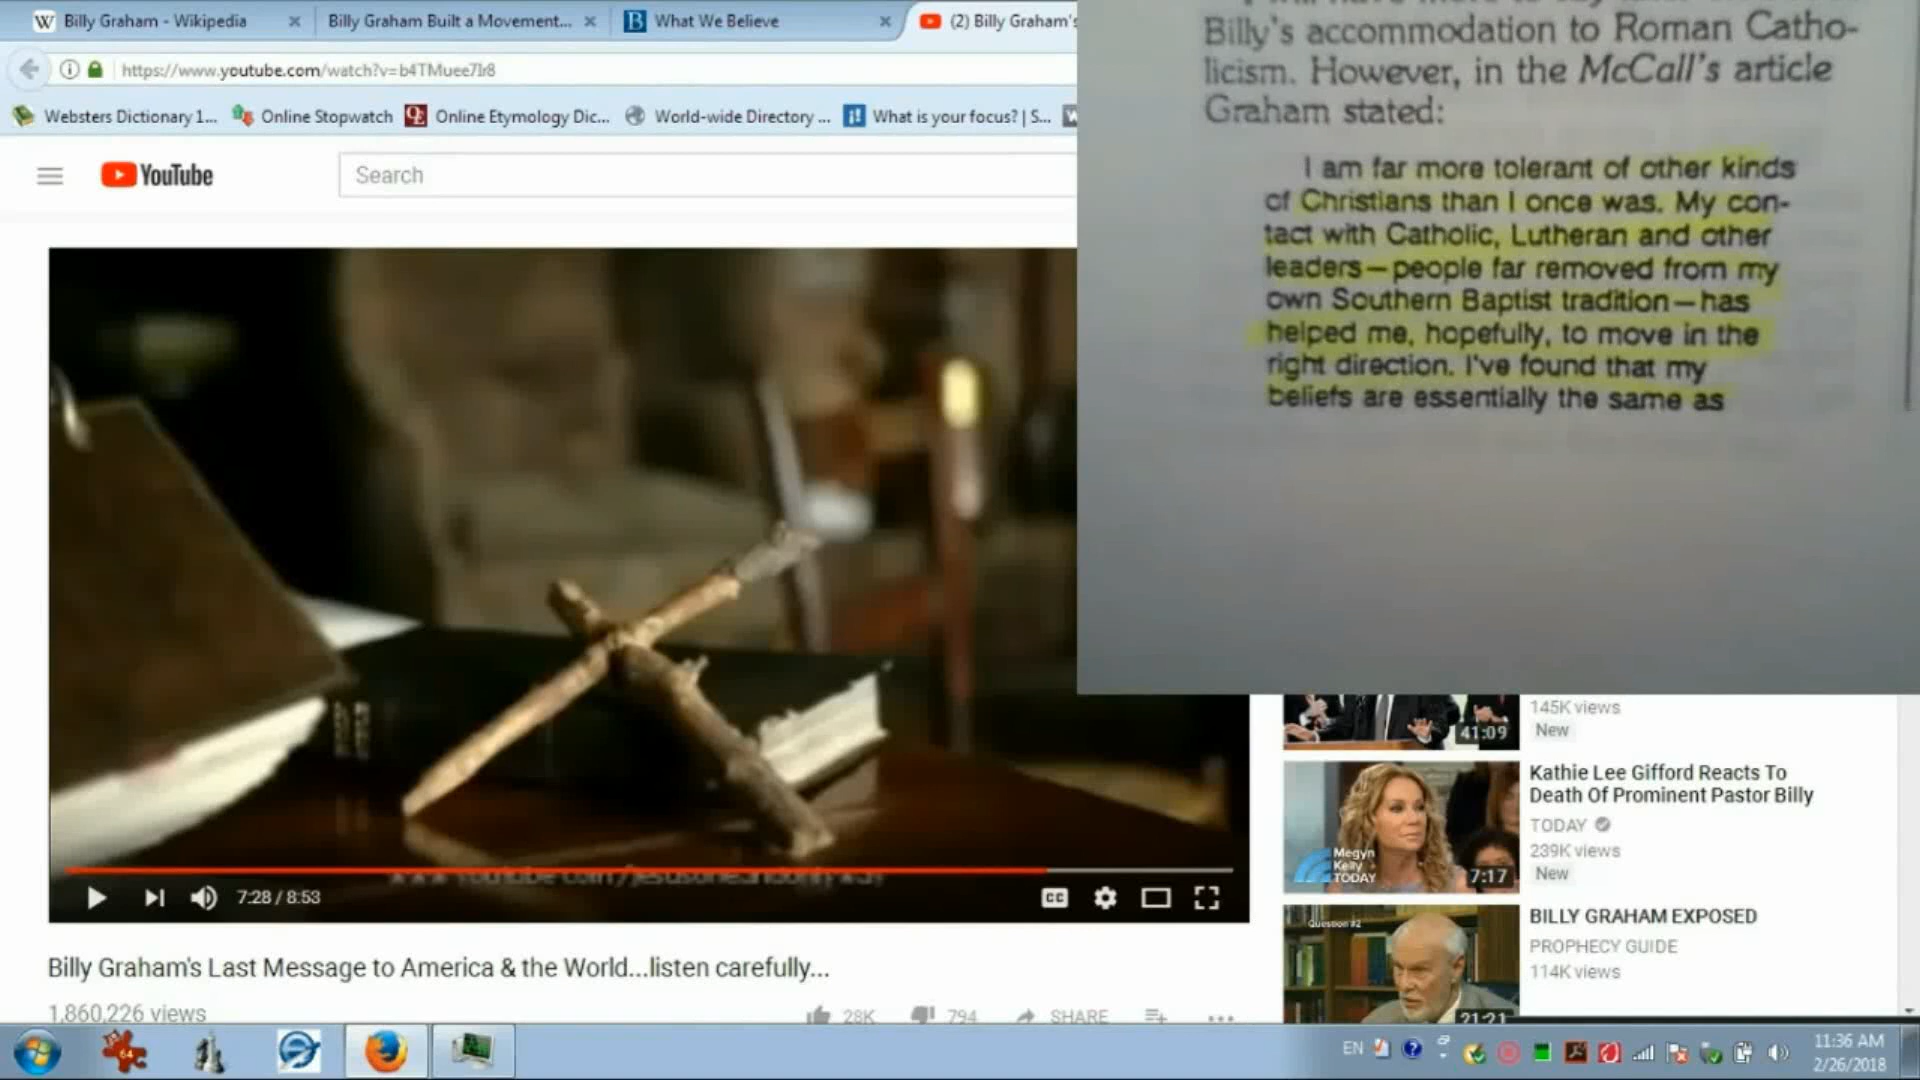 Billy Graham - Wikipedia
Billy Graham Built a Movement...
What We Believe
(2) Billy Graham's
https://www.youtube.com/watch?v=b4TMuee7Ir8
Websters Dictionary 1...
Online Stopwatch
Online Etymology Dic...
World-wide Directory ...
What is your focus? | S...
YouTube
Search
Billy's accommodation to Roman Catho-
licism. However, in the McCall's article
Graham stated:
I am far more tolerant of other kinds
of Christians than I once was. My con-
tact with Catholic, Lutheran and other
leaders—people far removed from my
own Southern Baptist tradition—has
helped me, hopefully, to move in the
right direction. I've found that my
beliefs are essentially the same as
7:28 / 8:53
CC
Billy Graham's Last Message to America & the World...listen carefully...
1,860,226 views
28K
794
SHARE
41:09
145K views
New
Megyn
Kelly
TODAY
7:17
Kathie Lee Gifford Reacts To
Death Of Prominent Pastor Billy
TODAY
239K views
New
Question #2
21:21
BILLY GRAHAM EXPOSED
PROPHECY GUIDE
114K views
64
EN
11:36 AM
2/26/2018